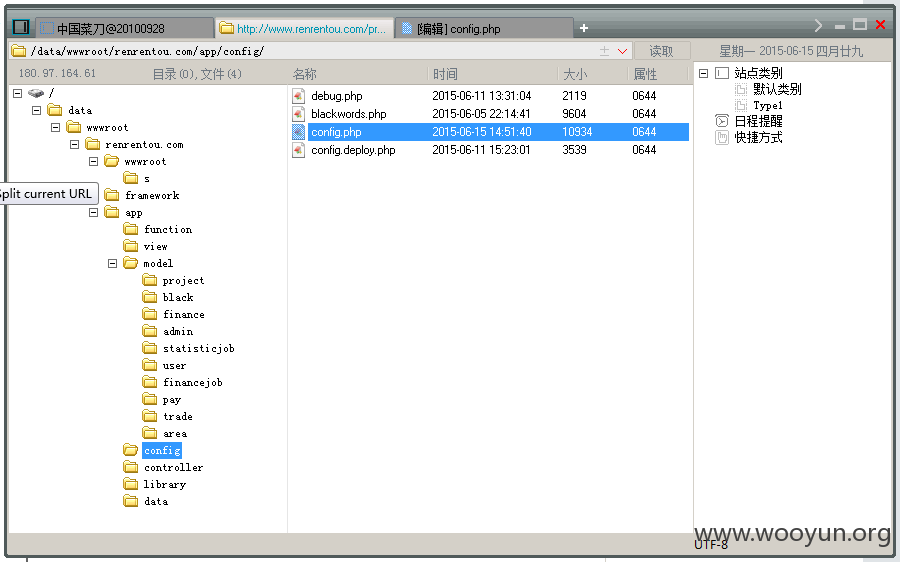 中国菜刀@20100928
http://www.renrentou.com/pr...
[编辑] config.php
/data/wwwroot/renrentou.com/app/config/
读取
星期一 2015-06-15 四月廿九
180.97.164.61
目录(0),文件(4)
名称 时间 大小 属性
debug.php 2015-06-11 13:31:04 2119 0644
blackwords.php 2015-06-05 22:14:41 9604 0644
config.php 2015-06-15 14:51:40 10934 0644
config.deploy.php 2015-06-11 15:23:01 3539 0644
/
data
wwwroot
renrentou.com
wwwroot
s
framework
app
function
view
model
project
black
finance
admin
statisticjob
user
financejob
pay
trade
area
config
controller
library
data
Split current URL
站点类别
默认类别
Type1
日程提醒
快捷方式
www.wooyun.org
UTF-8